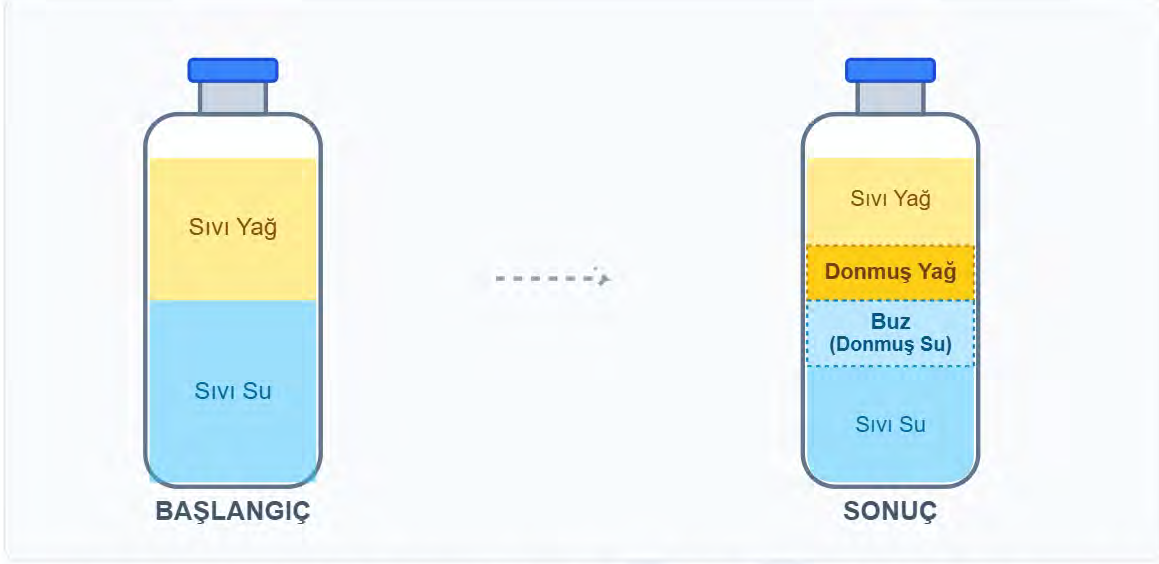 Sıvı Yağ
Sıvı Su
BAŞLANGIÇ
Sıvı Yağ
Donmuş Yağ
Buz
(Donmuş Su)
Sıvı Su
SONUÇ